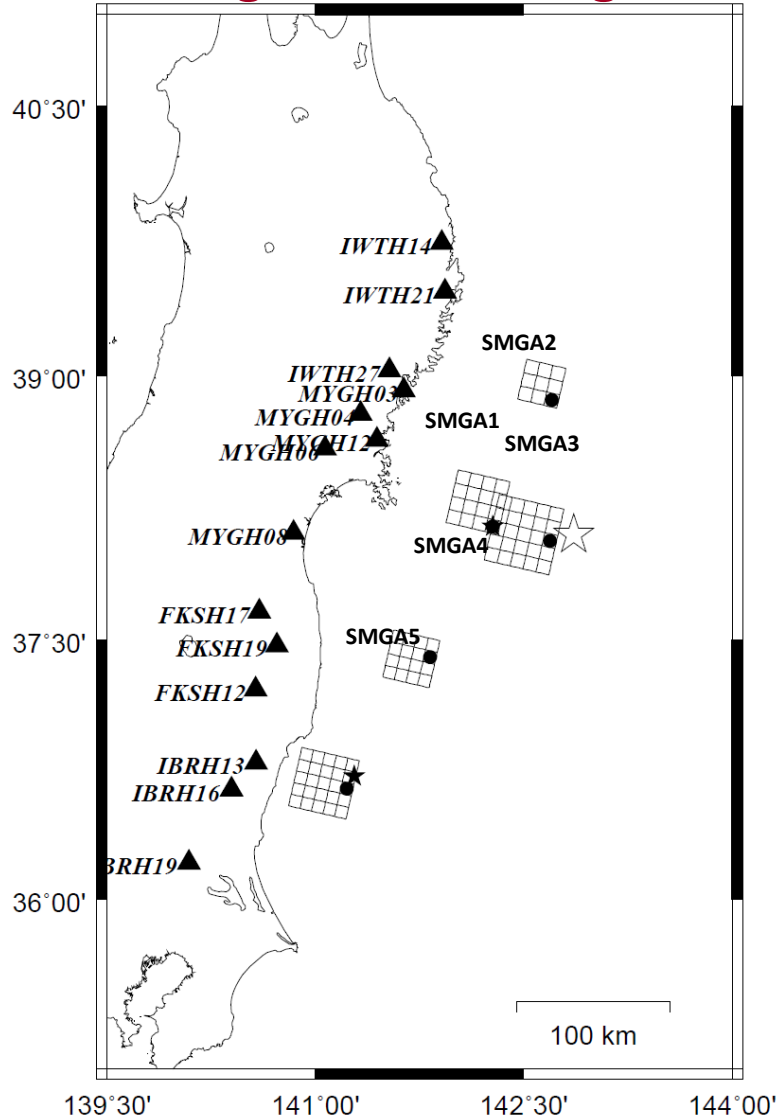 40°30'
IWTH14
IWTH21
SMGA2
39°00'
IWTH27
MYGH03
MYGH04
SMGA1
MYGH12
SMGA3
MYGH06
MYGH08
SMGA4
FKSH17
SMGA5
37°30'
FKSH19
FKSH12
IBRH13
IBRH16
BRH19
36°00'
100 km
139°30' 141°00' 142°30' 144°00'